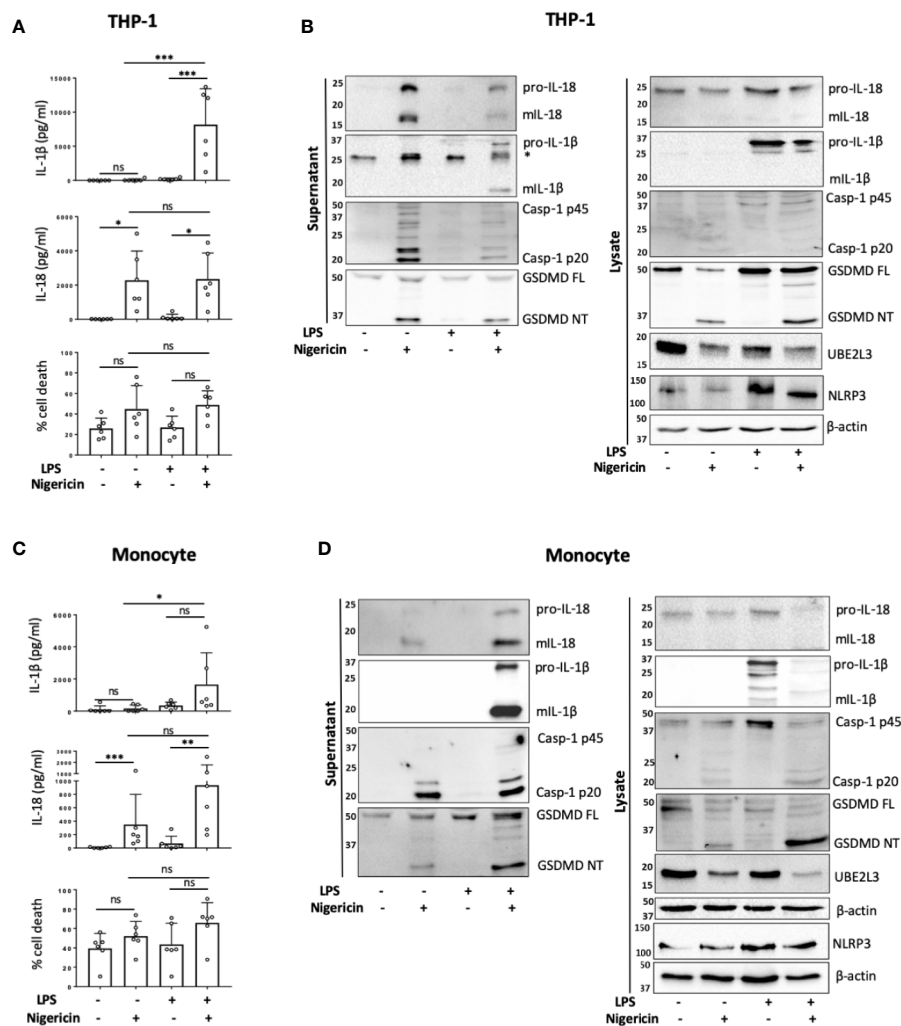 A
THP-1
***
***
15000
10000
5000
0
IL-1β (pg/ml)
ns
ns
*
*
6000
4000
2000
0
IL-18 (pg/ml)
ns
ns
ns
100
80
60
40
20
0
% cell death
LPS - - + +
Nigericin - + - +
B
THP-1
Supernatant
25
20
15
pro-IL-18
mIL-18
37
25
20
pro-IL-1β
*
mIL-1β
50
37
25
20
Casp-1 p45
Casp-1 p20
50
37
GSDMD FL
GSDMD NT
LPS - - + +
Nigericin - + - +
Lysate
25
20
15
pro-IL-18
mIL-18
37
25
20
pro-IL-1β
mIL-1β
50
37
25
20
Casp-1 p45
Casp-1 p20
50
37
GSDMD FL
GSDMD NT
20
15
UBE2L3
150
100
NLRP3
50
37
β-actin
LPS - - + +
Nigericin - + - +
C
Monocyte
*
ns
6000
4000
2000
0
IL-1β (pg/ml)
ns
ns
***
**
2000
1000
1000
800
600
400
200
0
IL-18 (pg/ml)
ns
ns
ns
100
80
60
40
20
0
% cell death
LPS - - + +
Nigericin - + - +
D
Monocyte
Supernatant
25
20
pro-IL-18
mIL-18
37
25
20
pro-IL-1β
mIL-1β
50
37
25
20
Casp-1 p45
Casp-1 p20
50
37
GSDMD FL
GSDMD NT
LPS - - + +
Nigericin - + - +
Lysate
25
20
15
pro-IL-18
mIL-18
37
25
20
pro-IL-1β
mIL-1β
50
37
25
20
Casp-1 p45
Casp-1 p20
50
37
GSDMD FL
GSDMD NT
20
15
UBE2L3
50
37
β-actin
150
100
NLRP3
50
37
β-actin
LPS - - + +
Nigericin - + - +